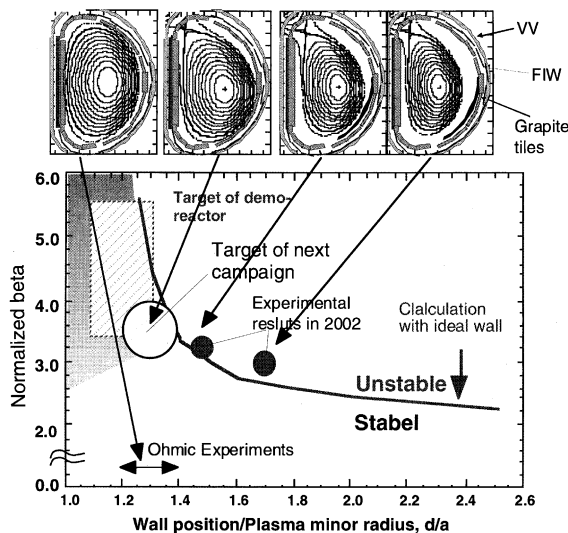 VV
FIW
Grapite
tiles
6.0
5.0
4.0
3.0
2.0
0.0
Normalized beta
Target of demo-
reactor
Target of next
campaign
Experimental
resluts in 2002
Clalculation
with ideal wall
Unstable
Stabel
Ohmic Experiments
1.0 1.2 1.4 1.6 1.8 2.0 2.2 2.4 2.6
Wall position/Plasma minor radius, d/a